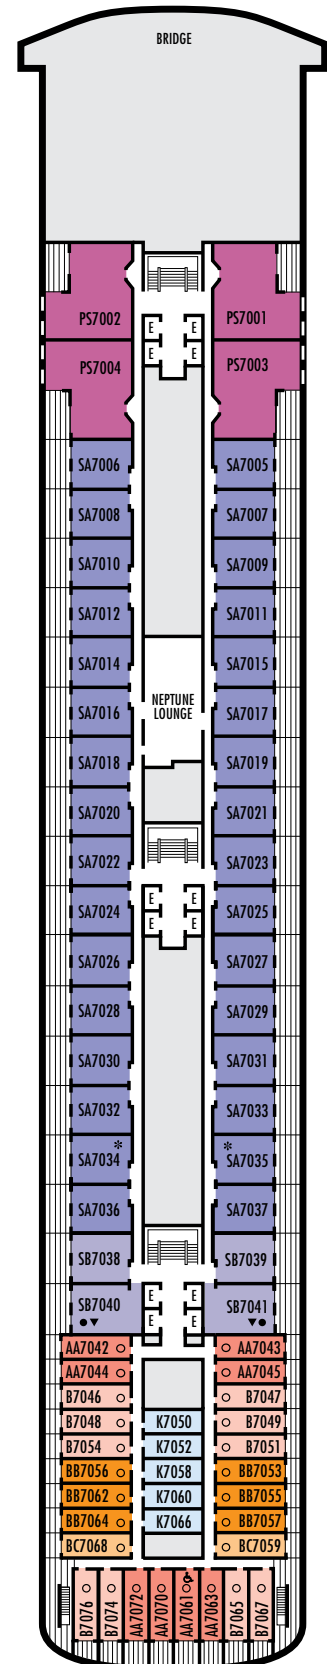 BRIDGE
PS7002 PS7001
E E
E E
PS7004 PS7003
SA7006 SA7005
SA7008 SA7007
SA7010 SA7009
SA7012 SA7011
SA7014 SA7015
NEPTUNE
LOUNGE
SA7016 SA7017
SA7018 SA7019
SA7020 SA7021
SA7022 SA7023
E E
SA7024 SA7025
E E
SA7026 SA7027
SA7028 SA7029
SA7030 SA7031
SA7032 SA7033
* *
SA7034 SA7035
SA7036 SA7037
SB7038 SB7039
E E
SB7040 SB7041
E E
AA7042 AA7043
AA7044 AA7045
B7046 B7047
B7048 K7050 B7049
B7054 K7052 B7051
BB7056 K7058 BB7053
BB7062 K7060 BB7055
BB7064 K7066 BB7057
BC7068 BC7059
B7076 B7074 AA7072 AA7070 AA7061 AA7063 B7065 B7067